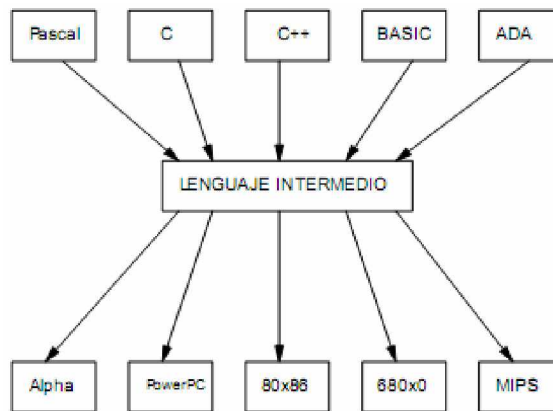 Pascal C C++ BASIC ADA
LENGUAJE INTERMEDIO
Alpha PowerPC 80x86 680x0 MIPS